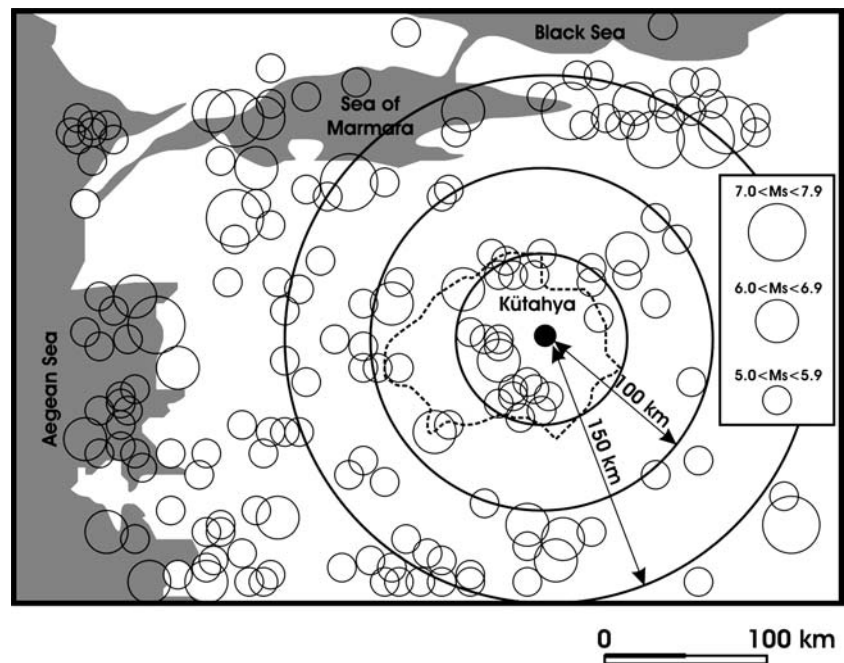 Black Sea
Sea of
Marmara
7.0<Ms<7.9
6.0<Ms<6.9
5.0<Ms<5.9
Kütahya
Aegean Sea
100 km
150 km
0 100 km